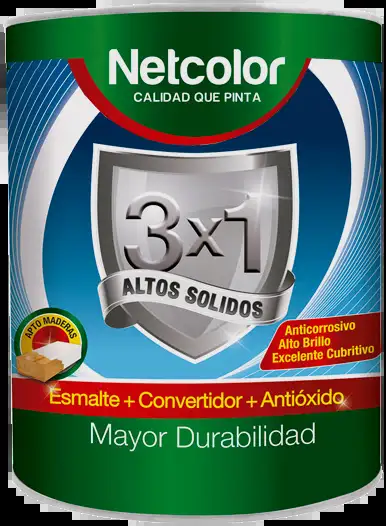 Netcolor
CALIDAD QUE PINTA
3x1
ALTOS SOLIDOS
APTO MADERAS
Anticorrosivo
Alto Brillo
Excelente Cubritivo
Esmalte + Convertidor + Antióxido
Mayor Durabilidad